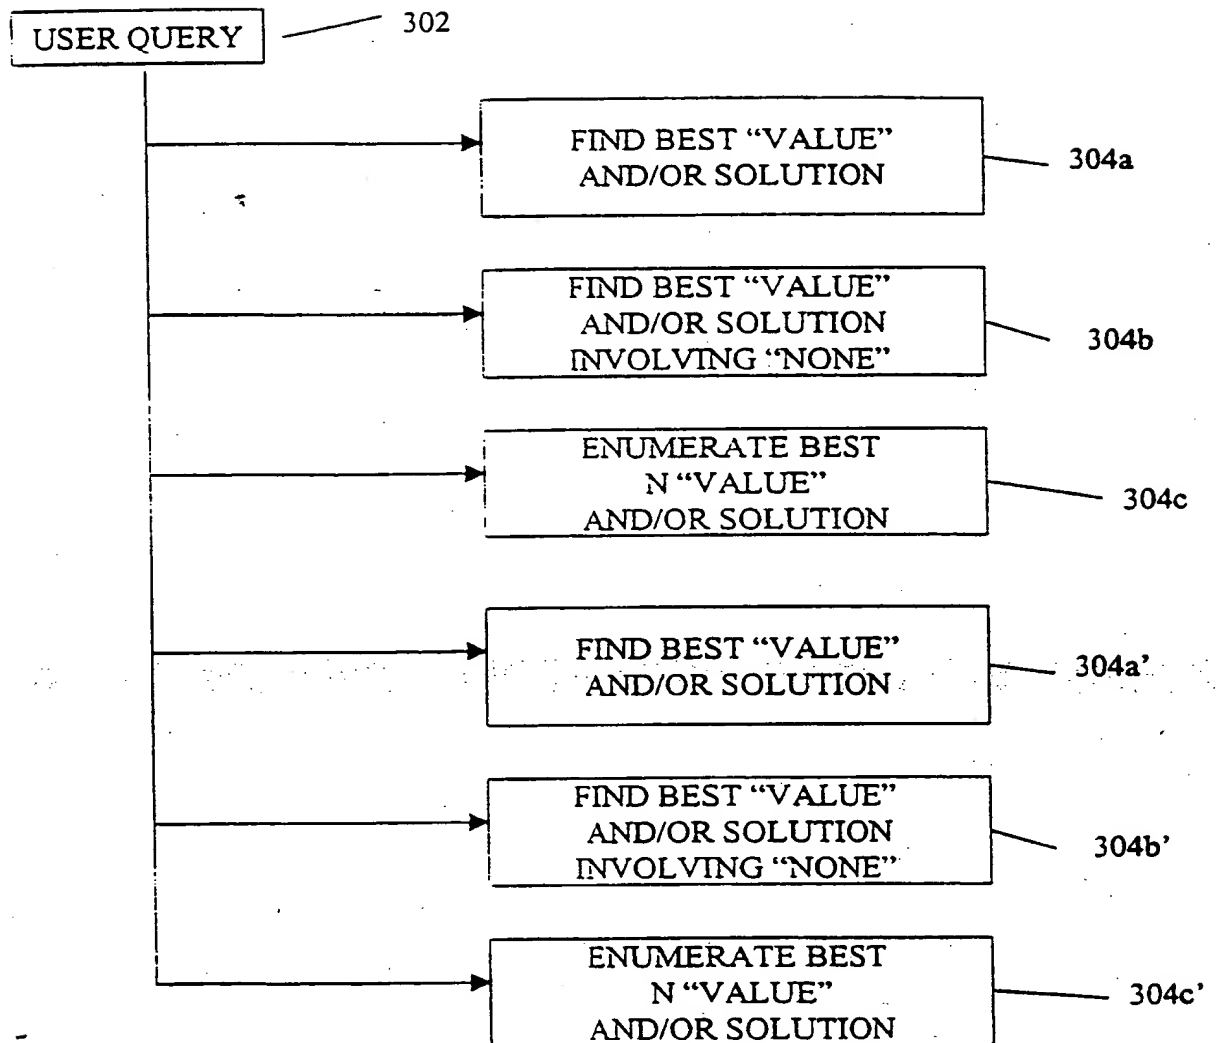 USER QUERY
302
FIND BEST “VALUE”
AND/OR SOLUTION
304a
FIND BEST “VALUE”
AND/OR SOLUTION
INVOLVING “NONE”
304b
ENUMERATE BEST
N “VALUE”
AND/OR SOLUTION
304c
FIND BEST “VALUE”
AND/OR SOLUTION
304a’
FIND BEST “VALUE”
AND/OR SOLUTION
INVOLVING “NONE”
304b’
ENUMERATE BEST
N “VALUE”
AND/OR SOLUTION
304c’